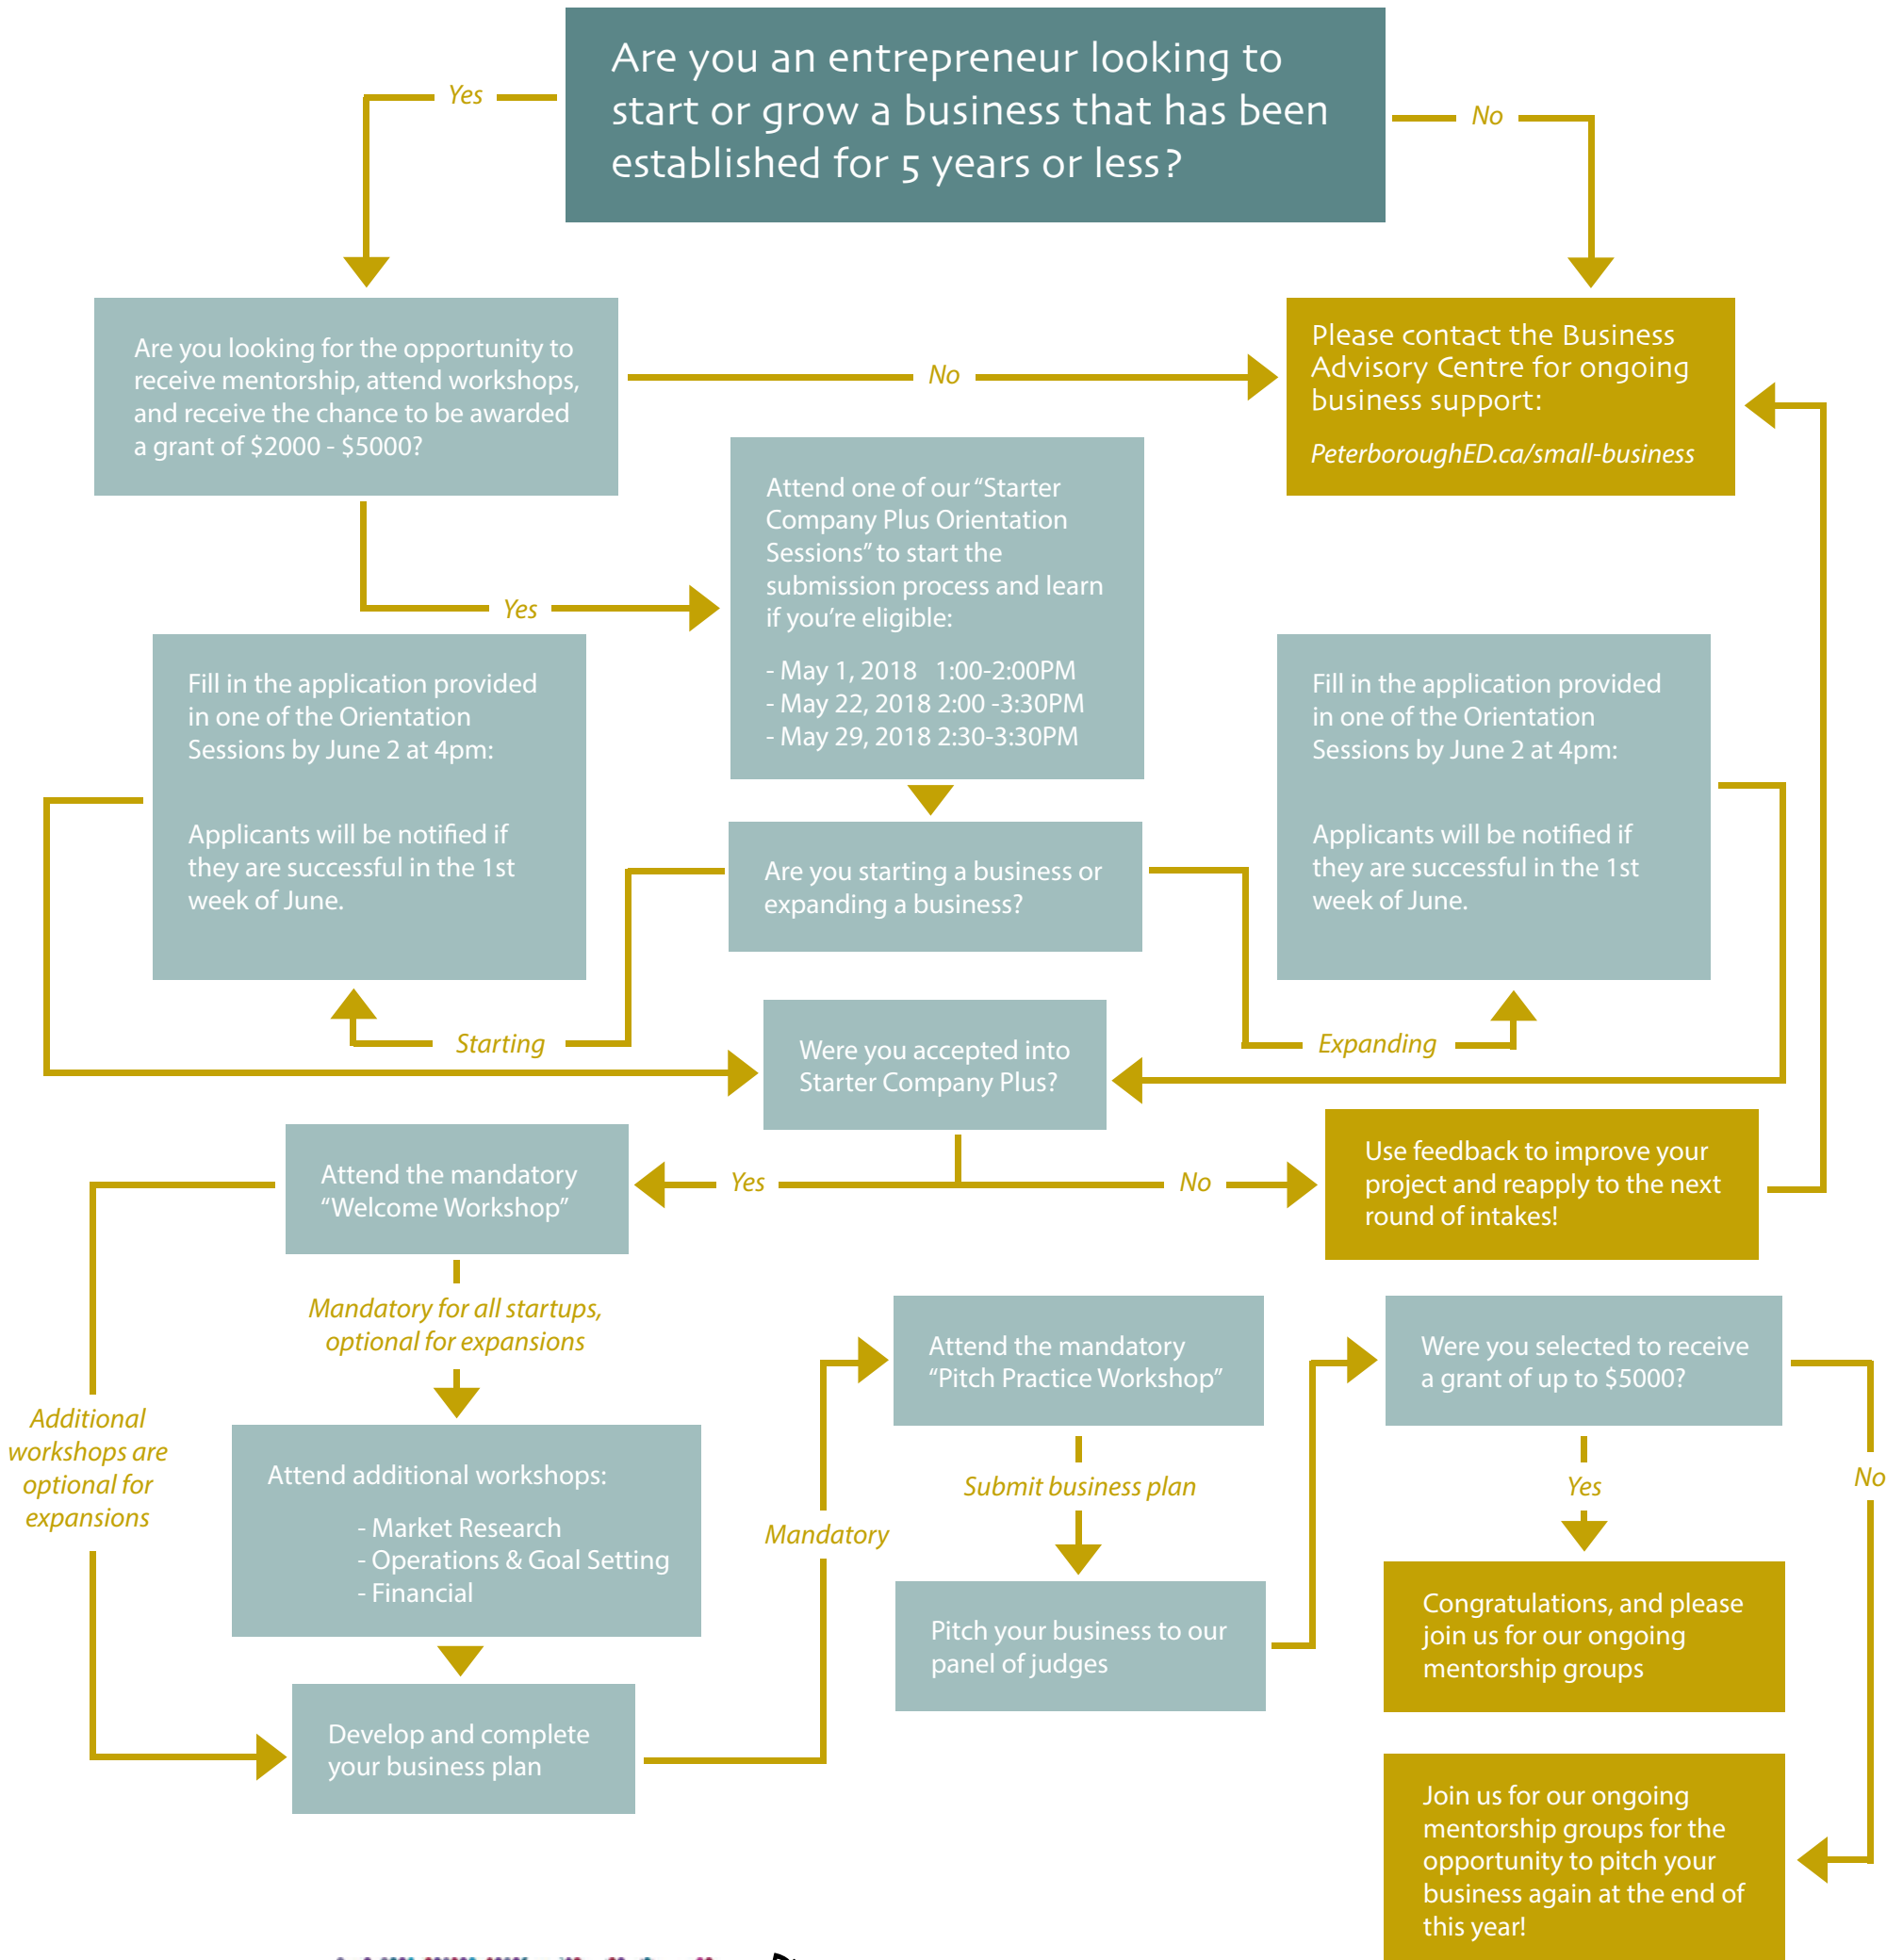 Are you an entrepreneur looking to
start or grow a business that has been
established for 5 years or less?
Yes
No
Are you looking for the opportunity to
receive mentorship, attend workshops,
and receive the chance to be awarded
a grant of $2000 - $5000?
No
Please contact the Business
Advisory Centre for ongoing
business support:
PeterboroughED.ca/small-business
Yes
Attend one of our “Starter
Company Plus Orientation
Sessions” to start the
submission process and learn
if you’re eligible:
- May 1, 2018 1:00-2:00PM
- May 22, 2018 2:00 -3:30PM
- May 29, 2018 2:30-3:30PM
Fill in the application provided
in one of the Orientation
Sessions by June 2 at 4pm:
Applicants will be notified if
they are successful in the 1st
week of June.
Are you starting a business or
expanding a business?
Fill in the application provided
in one of the Orientation
Sessions by June 2 at 4pm:
Applicants will be notified if
they are successful in the 1st
week of June.
Starting
Expanding
Were you accepted into
Starter Company Plus?
Yes
No
Attend the mandatory
“Welcome Workshop”
Use feedback to improve your
project and reapply to the next
round of intakes!
Mandatory for all startups,
optional for expansions
Additional
workshops are
optional for
expansions
Attend additional workshops:
- Market Research
- Operations & Goal Setting
- Financial
Develop and complete
your business plan
Mandatory
Attend the mandatory
“Pitch Practice Workshop”
Submit business plan
Pitch your business to our
panel of judges
Were you selected to receive
a grant of up to $5000?
Yes
No
Congratulations, and please
join us for our ongoing
mentorship groups
Join us for our ongoing
mentorship groups for the
opportunity to pitch your
business again at the end of
this year!